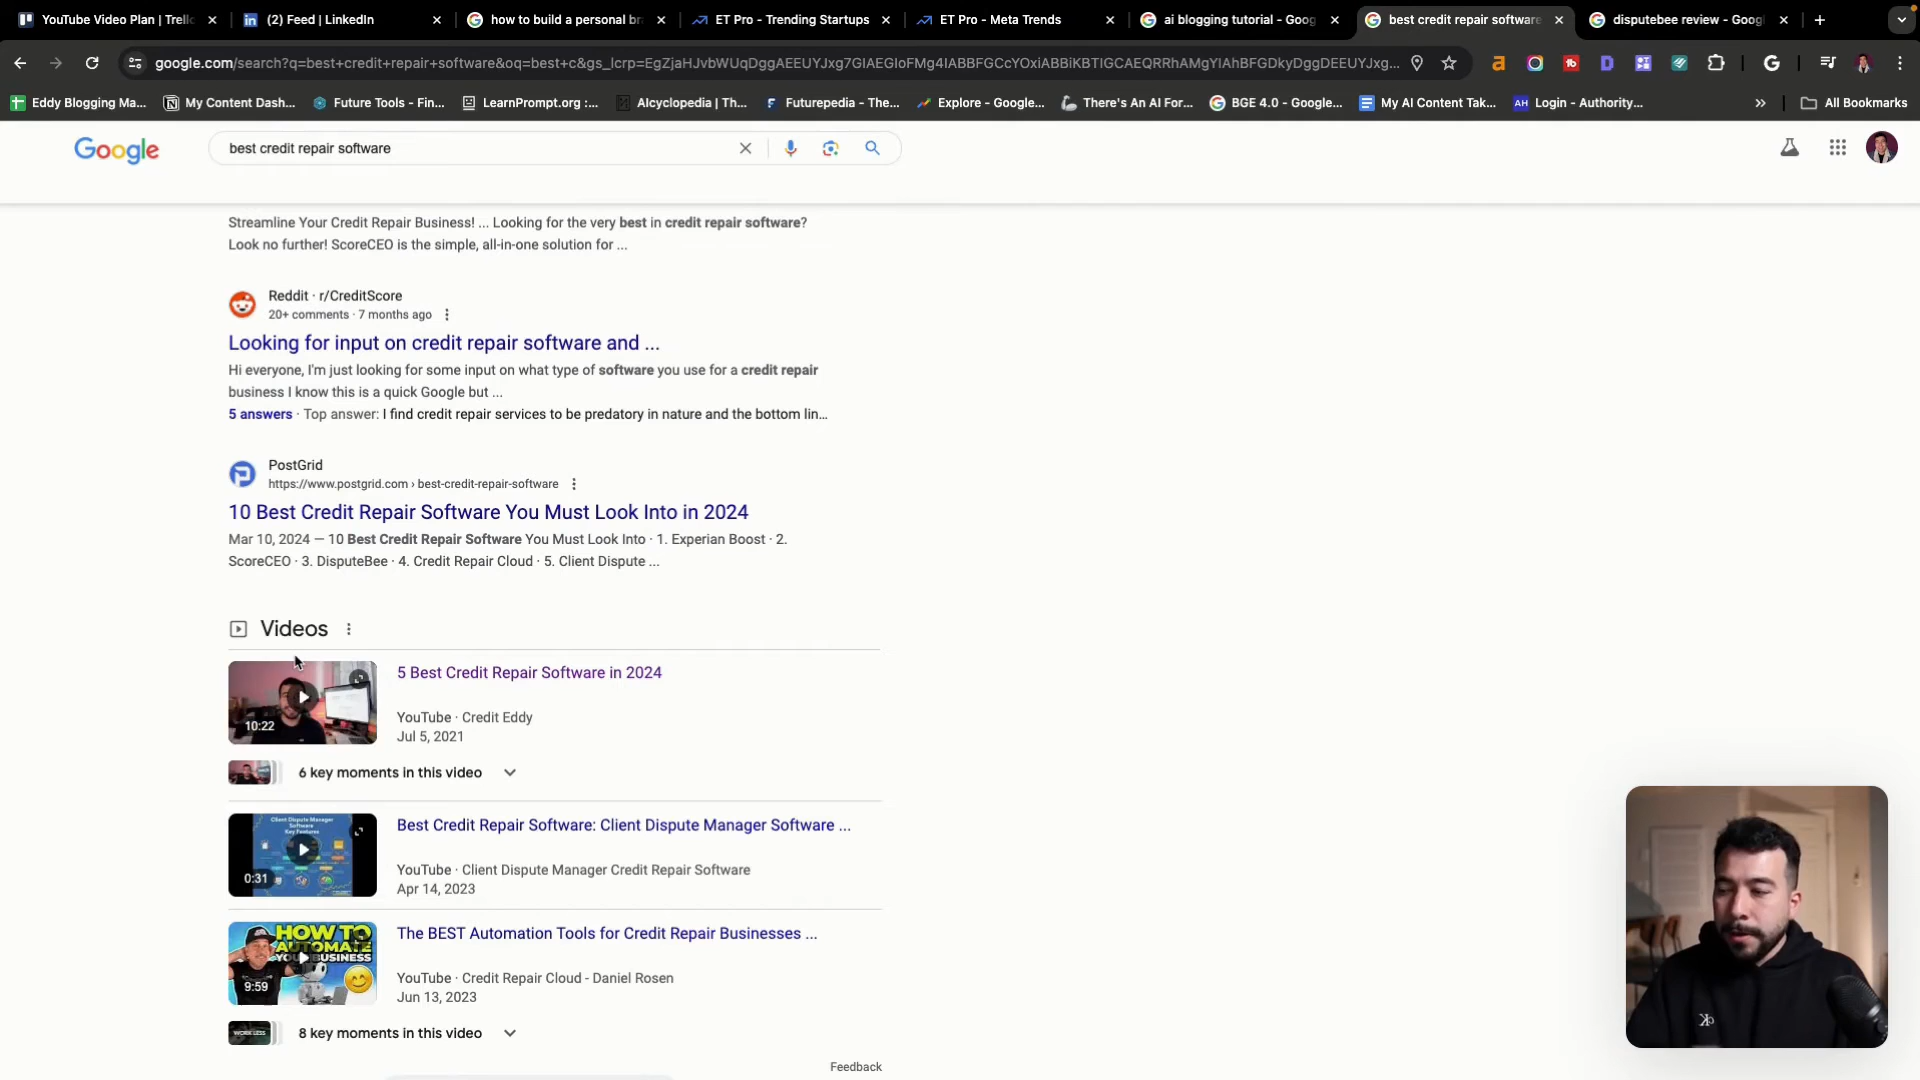 YouTube Video Plan | Trello
(2) Feed | LinkedIn
how to build a personal bra
ET Pro - Trending Startups
ET Pro - Meta Trends
ai blogging tutorial - Goog
best credit repair software
disputebee review - Goog
google.com/search?q=best+credit+repair+software&oq=best+c&gs_lcrp=
Eddy Blogging Ma...
My Content Dash...
Future Tools - Fin...
LearnPrompt.org :...
AIcyclopedia | Th...
Futurepedia - The...
Explore - Google...
There's An AI For...
BGE 4.0 - Google...
My AI Content Tak...
Login - Authority...
All Bookmarks
Google
best credit repair software
Streamline Your Credit Repair Business! ... Looking for the very best in credit repair software?
Look no further! ScoreCEO is the simple, all-in-one solution for ...
Reddit · r/CreditScore
20+ comments · 7 months ago
Looking for input on credit repair software and ...
Hi everyone, I'm just looking for some input on what type of software you use for a credit repair
business I know this is a quick Google but ...
5 answers · Top answer: I find credit repair services to be predatory in nature and the bottom lin...
PostGrid
https://www.postgrid.com › best-credit-repair-software
10 Best Credit Repair Software You Must Look Into in 2024
Mar 10, 2024 — 10 Best Credit Repair Software You Must Look Into · 1. Experian Boost · 2.
ScoreCEO · 3. DisputeBee · 4. Credit Repair Cloud · 5. Client Dispute ...
Videos
5 Best Credit Repair Software in 2024
10:22
YouTube · Credit Eddy
Jul 5, 2021
6 key moments in this video
Best Credit Repair Software: Client Dispute Manager Software ...
Client Dispute Manager
Software
Key Features
0:31
YouTube · Client Dispute Manager Credit Repair Software
Apr 14, 2023
The BEST Automation Tools for Credit Repair Businesses ...
HOW TO
AUTOMATE
YOUR BUSINESS
9:59
YouTube · Credit Repair Cloud - Daniel Rosen
Jun 13, 2023
8 key moments in this video
Feedback